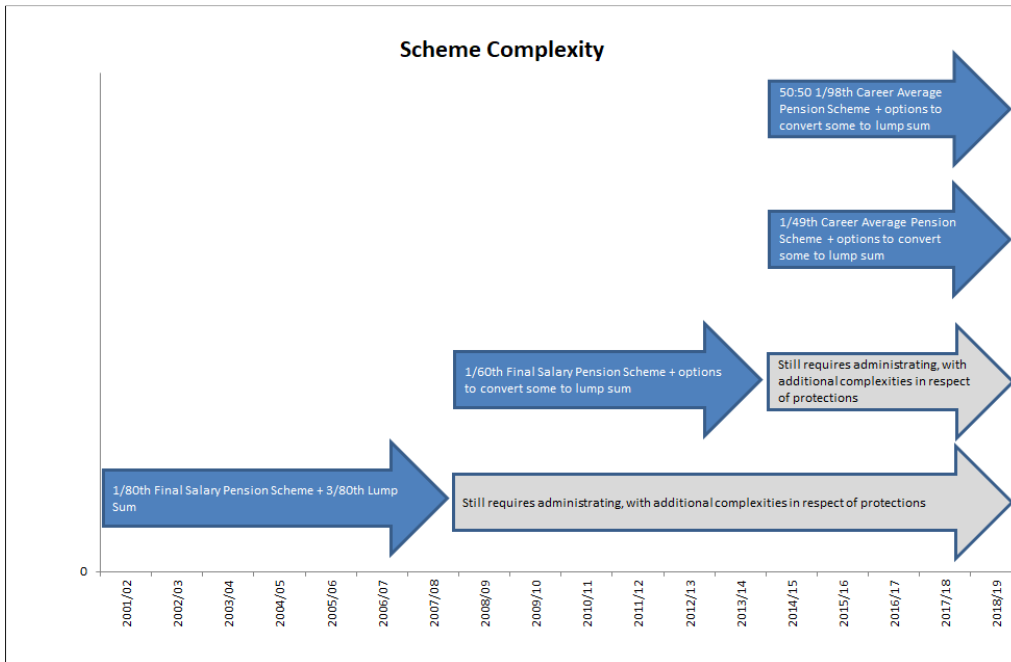 Scheme Complexity
50:50 1/98th Career Average
Pension Scheme + options to
convert some to lump sum
1/49th Career Average Pension
Scheme + options to convert
some to lump sum
1/60th Final Salary Pension Scheme + options
to convert some to lump sum
Still requires administrating, with
additional complexities in respect
of protections
1/80th Final Salary Pension Scheme + 3/80th Lump
Sum
Still requires administrating, with additional complexities in respect of protections
0
2001/02
2002/03
2003/04
2004/05
2005/06
2006/07
2007/08
2008/09
2009/10
2010/11
2011/12
2012/13
2013/14
2014/15
2015/16
2016/17
2017/18
2018/19